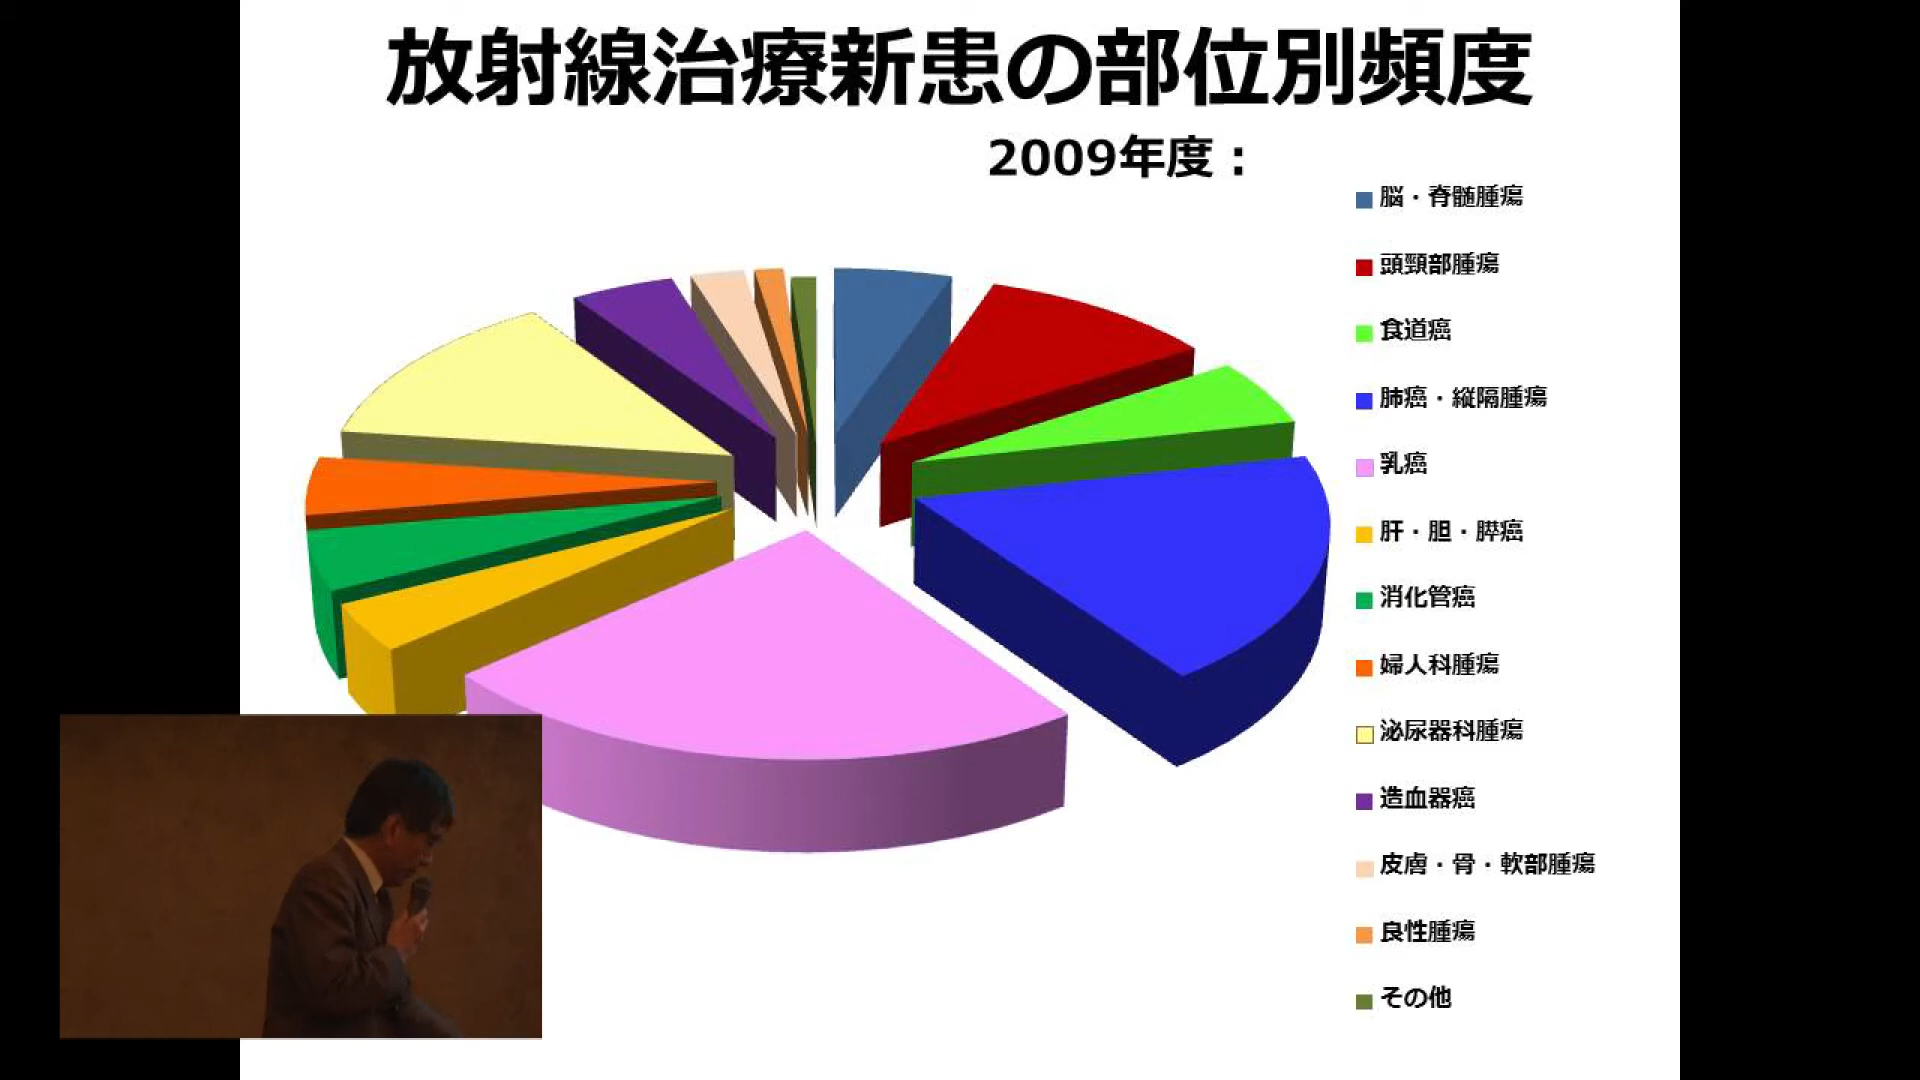 放射線治療新患の部位別頻度
2009年度：
脳・脊髄腫瘍
頭頸部腫瘍
食道癌
肺癌・縦隔腫瘍
乳癌
肝・胆・膵癌
消化管癌
婦人科腫瘍
泌尿器科腫瘍
造血器癌
皮膚・骨・軟部腫瘍
良性腫瘍
その他